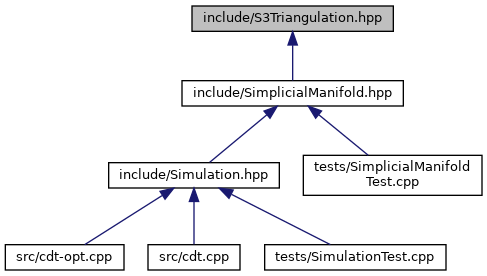 include/S3Triangulation.hpp
include/SimplicialManifold.hpp
include/Simulation.hpp
tests/SimplicialManifold
Test.cpp
src/cdt-opt.cpp
src/cdt.cpp
tests/SimulationTest.cpp